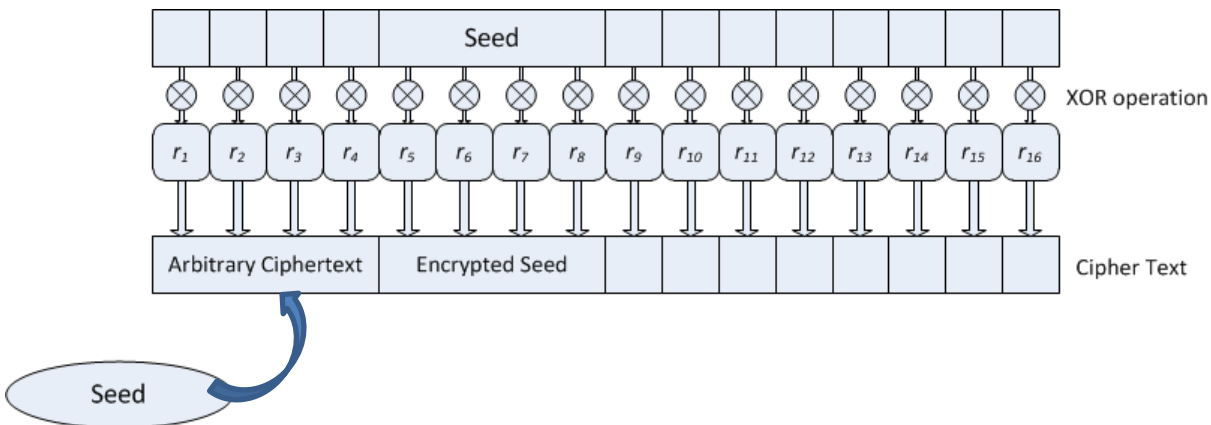 Seed
XOR operation
r1 r2 r3 r4 r5 r6 r7 r8 r9 r10 r11 r12 r13 r14 r15 r16
Arbitrary Ciphertext Encrypted Seed Cipher Text
Seed